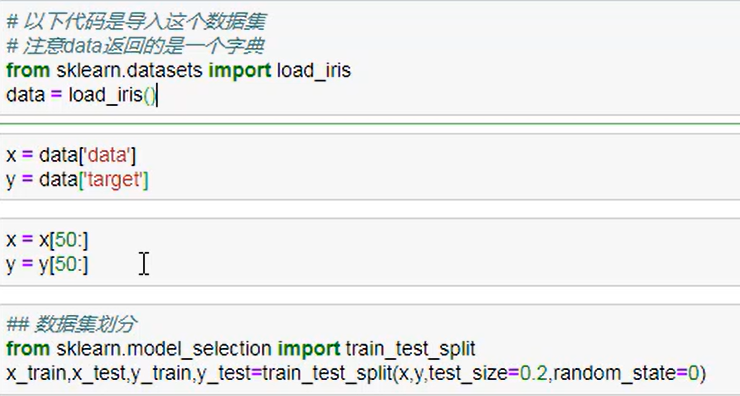 # 以下代码是导入这个数据集
# 注意data返回的是一个字典
from sklearn.datasets import load_iris
data = load_iris()
x = data['data']
y = data['target']
x = x[50:]
y = y[50:]
## 数据集划分
from sklearn.model_selection import train_test_split
x_train,x_test,y_train,y_test=train_test_split(x,y,test_size=0.2,random_state=0)